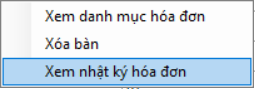 Xem danh mục hóa đơn
Xóa bàn
Xem nhật ký hóa đơn